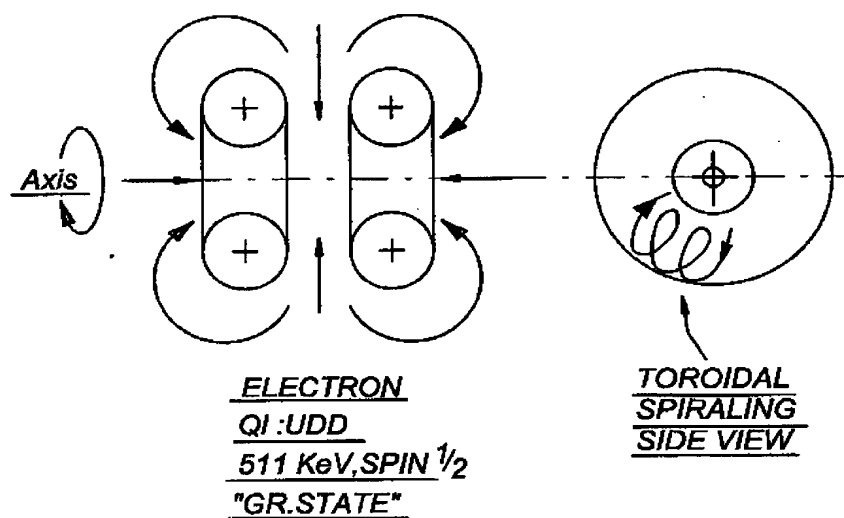 Axis
ELECTRON
QI :UDD
511 KeV,SPIN 1/2
"GR.STATE"
TOROIDAL
SPIRALING
SIDE VIEW